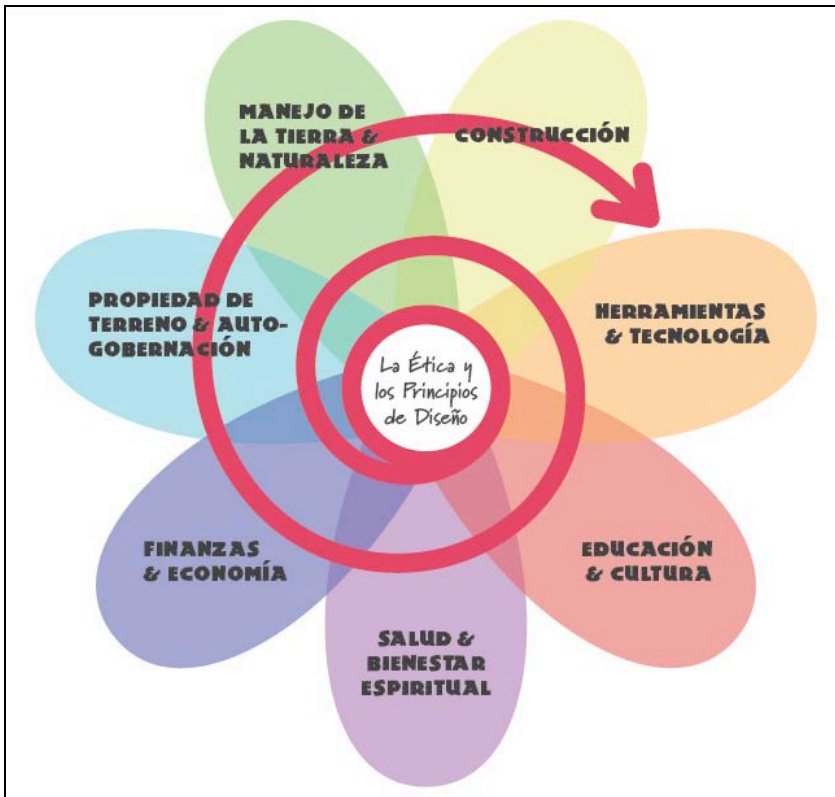 MANEJO DE
LA TIERRA &
NATURALEZA
CONSTRUCCIÓN
HERRAMIENTAS
& TECNOLOGÍA
EDUCACIÓN
& CULTURA
SALUD &
BIENESTAR
ESPIRITUAL
FINANZAS
& ECONOMÍA
PROPIEDAD DE
TERRENO & AUTO-
GOBERNACIÓN
La Ética y
los Principios
de Diseño